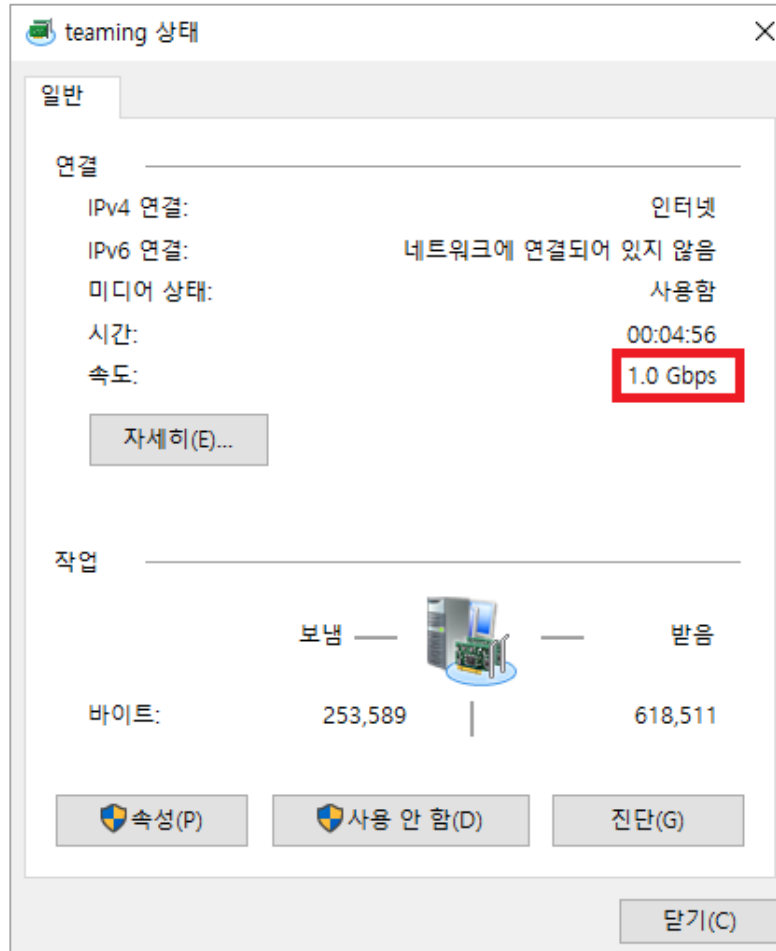 teaming 상태
일반
연결
IPv4 연결: 인터넷
IPv6 연결: 네트워크에 연결되어 있지 않음
미디어 상태: 사용함
시간: 00:04:56
속도: 1.0 Gbps
자세히(E)...
작업
보냄 받음
바이트: 253,589 618,511
속성(P) 사용 안 함(D) 진단(G)
닫기(C)